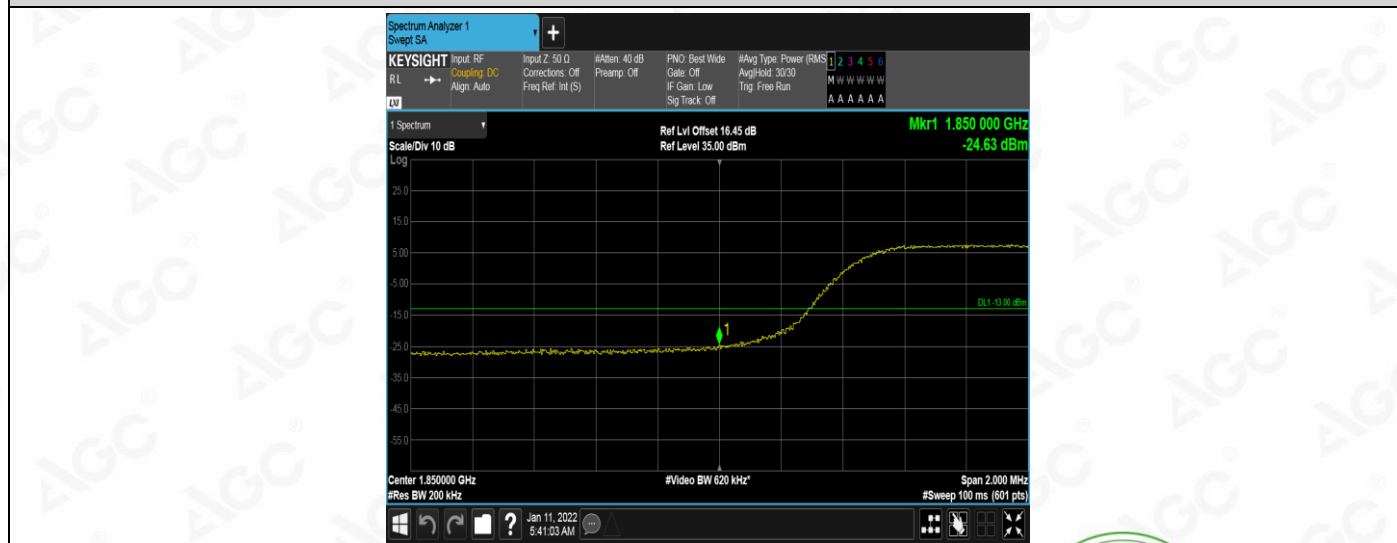 Spectrum Analyzer 1
Swept SA
+
KEYSIGHT
R L
LXI
Input: RF
Coupling: DC
Align: Auto
Input Z: 50 Ω
Corrections: Off
Freq Ref: Int (S)
#Atten: 40 dB
Preamp: Off
PNO: Best Wide
Gate: Off
IF Gain: Low
Sig Track: Off
#Avg Type: Power (RMS
Avg|Hold: 30/30
Trig: Free Run
1 2 3 4 5 6
M W W W W W
A A A A A A
1 Spectrum
Scale/Div 10 dB
Ref Lvl Offset 16.45 dB
Ref Level 35.00 dBm
Mkr1 1.850 000 GHz
-24.63 dBm
Log
25.0
15.0
5.00
-5.00
DL1 -13.00 dBm
-15.0
1
-25.0
-35.0
-45.0
-55.0
Center 1.850000 GHz
#Video BW 620 kHz*
Span 2.000 MHz
#Res BW 200 kHz
#Sweep 100 ms (601 pts)
?
Jan 11, 2022
5:41:03 AM
AGC